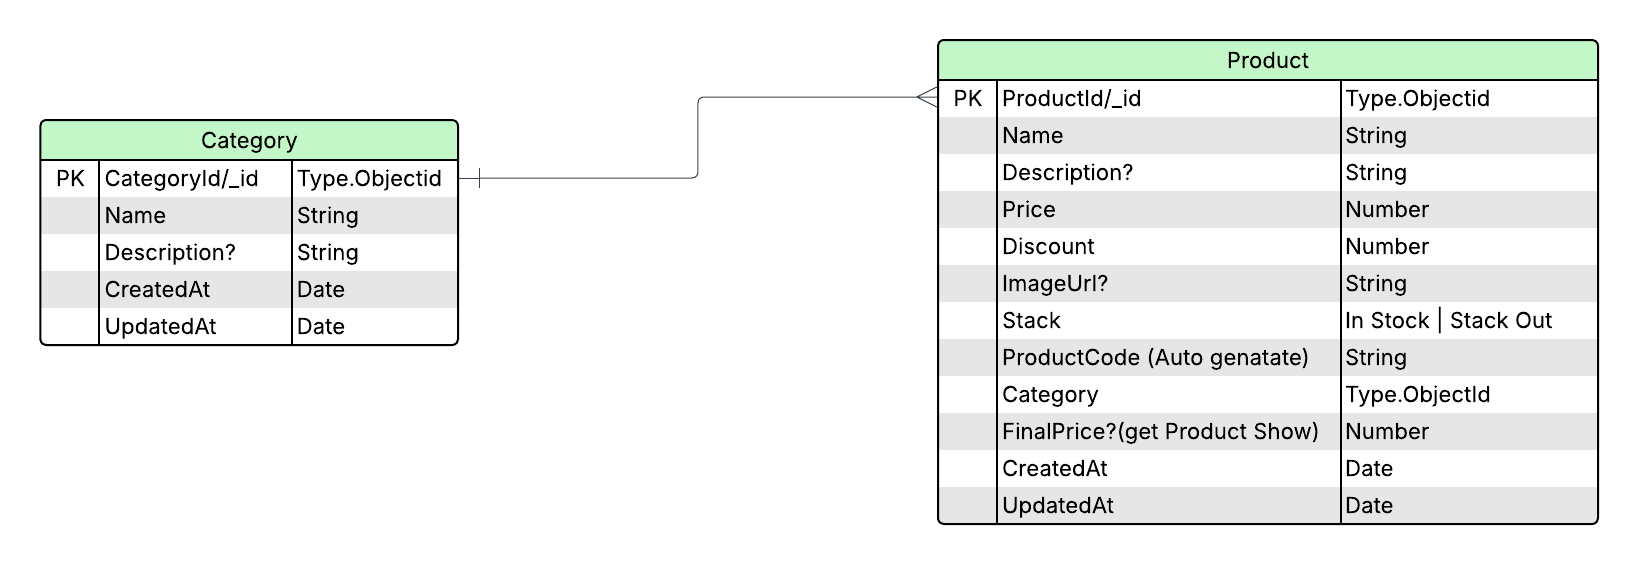 Category
PK CategoryId/_id Type.Objectid
Name String
Description? String
CreatedAt Date
UpdatedAt Date
Product
PK ProductId/_id Type.Objectid
Name String
Description? String
Price Number
Discount Number
ImageUrl? String
Stack In Stock | Stack Out
ProductCode (Auto genatate) String
Category Type.ObjectId
FinalPrice?(get Product Show) Number
CreatedAt Date
UpdatedAt Date